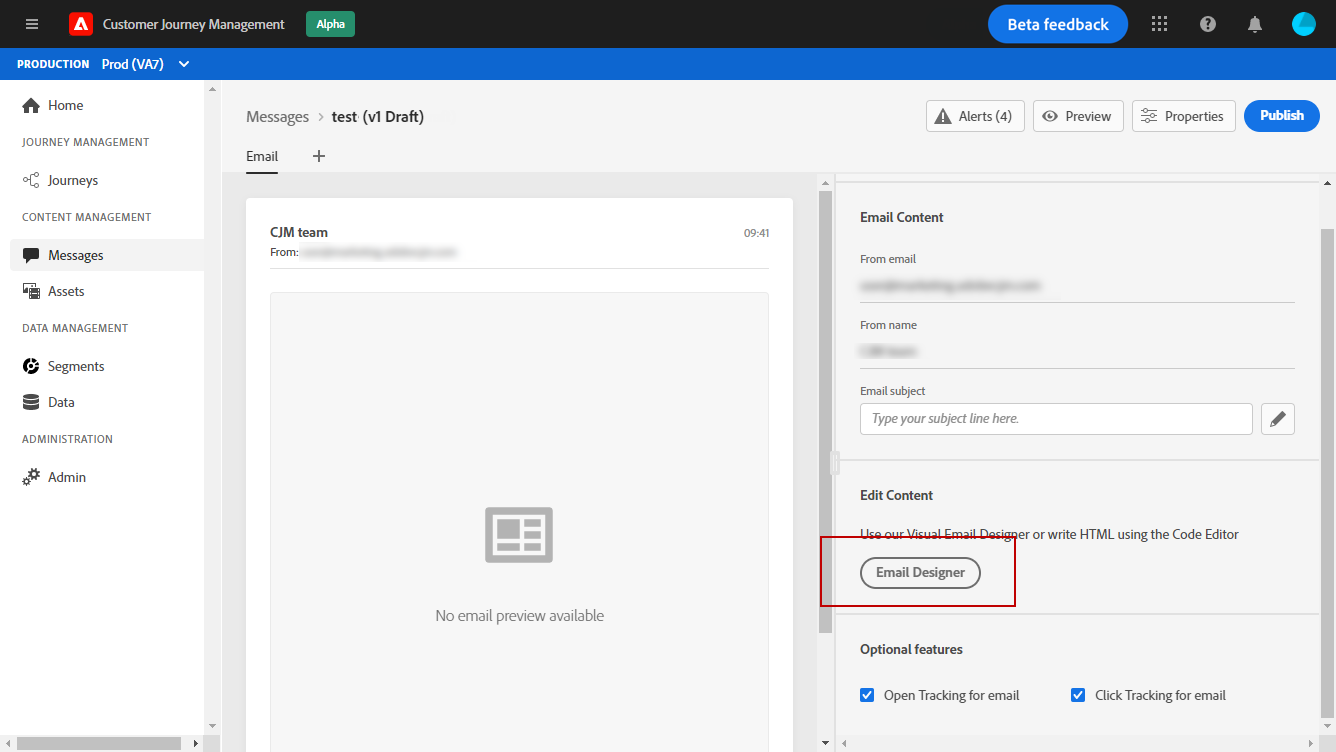 Customer Journey Management
Alpha
Beta feedback
PRODUCTION Prod (VA7)
Home
JOURNEY MANAGEMENT
Journeys
CONTENT MANAGEMENT
Messages
Assets
DATA MANAGEMENT
Segments
Data
ADMINISTRATION
Admin
Messages > test (v1 Draft)
Alerts (4)
Preview
Properties
Publish
Email
CJM team
09:41
From:
No email preview available
Email Content
From email
From name
Email subject
Type your subject line here.
Edit Content
Use our Visual Email Designer or write HTML using the Code Editor
Email Designer
Optional features
Open Tracking for email
Click Tracking for email